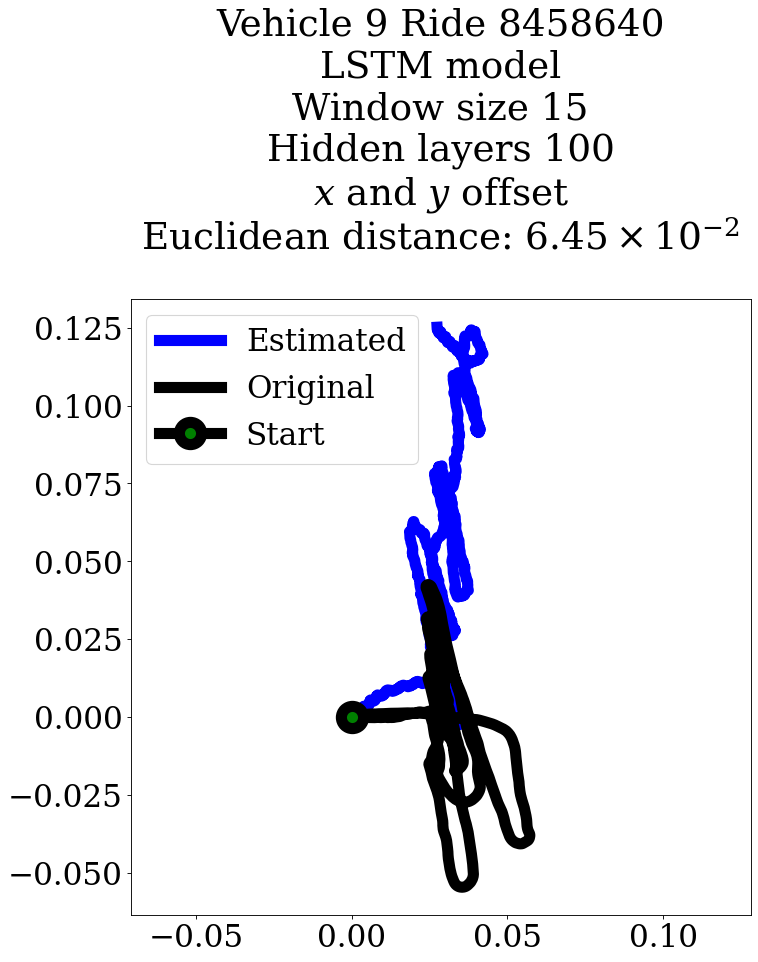 Vehicle 9 Ride 8458640
LSTM model
Window size 15
Hidden layers 100
x and y offset
Euclidean distance: 6.45 × 10⁻²
Estimated
Original
Start
0.125
0.100
0.075
0.050
0.025
0.000
−0.025
−0.050
−0.05 0.00 0.05 0.10